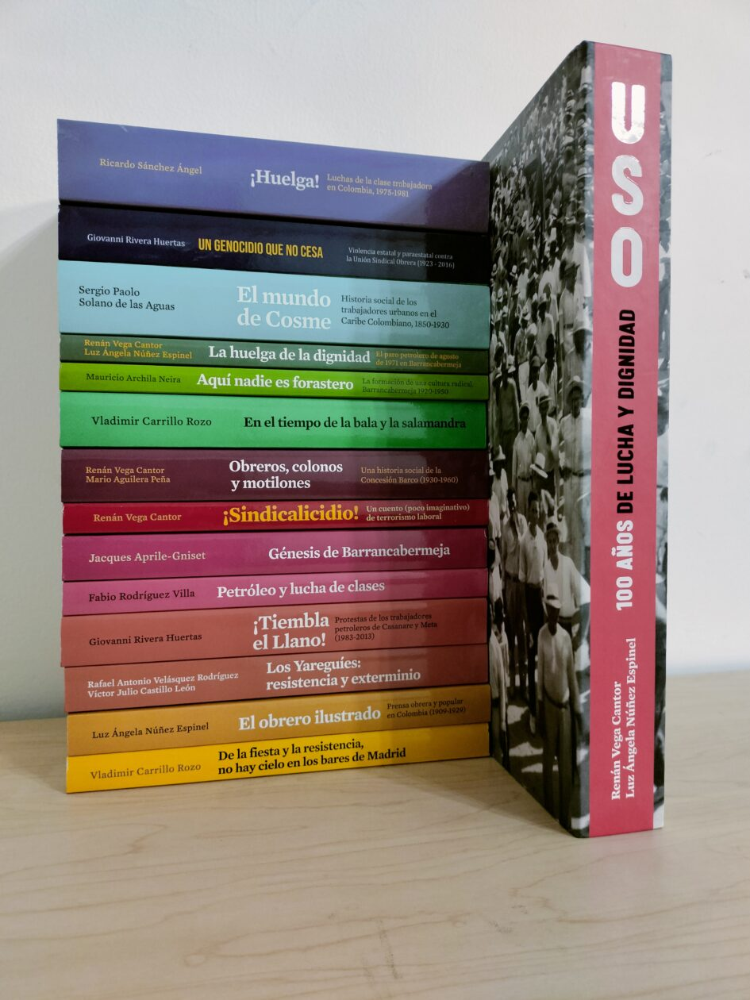 Ricardo Sánchez Ángel
¡Huelga!
Luchas de la clase trabajadora
en Colombia, 1975-1981
Giovanni Rivera Huertas
UN GENOCIDIO QUE NO CESA
Violencia estatal y paraestatal contra
la Unión Sindical Obrera (1923 - 2016)
Sergio Paolo
Solano de las Aguas
El mundo
de Cosme
Historia social de los
trabajadores urbanos en el
Caribe Colombiano, 1850-1930
Renán Vega Cantor
Luz Ángela Núñez Espinel
La huelga de la dignidad
El paro petrolero de agosto
de 1971 en Barrancabermeja
Mauricio Archila Neira
Aquí nadie es forastero
La formación de una cultura radical.
Barrancabermeja 1920-1950
Vladimir Carrillo Rozo
En el tiempo de la bala y la salamandra
Renán Vega Cantor
Mario Aguilera Peña
Obreros, colonos
y motilones
Una historia social de la
Concesión Barco (1930-1960)
Renán Vega Cantor
¡Sindicalicidio!
Un cuento (poco imaginativo)
de terrorismo laboral
Jacques Aprile-Gniset
Génesis de Barrancabermeja
Fabio Rodríguez Villa
Petróleo y lucha de clases
Giovanni Rivera Huertas
¡Tiembla
el Llano!
Protestas de los trabajadores
petroleros de Casanare y Meta
(1983-2013)
Rafael Antonio Velásquez Rodríguez
Víctor Julio Castillo León
Los Yareguíes:
resistencia y exterminio
Luz Ángela Núñez Espinel
El obrero ilustrado
Prensa obrera y popular
en Colombia (1909-1929)
Vladimir Carrillo Rozo
De la fiesta y la resistencia,
no hay cielo en los bares de Madrid
USO
100 AÑOS DE LUCHA Y DIGNIDAD
Renán Vega Cantor
Luz Ángela Núñez Espinel